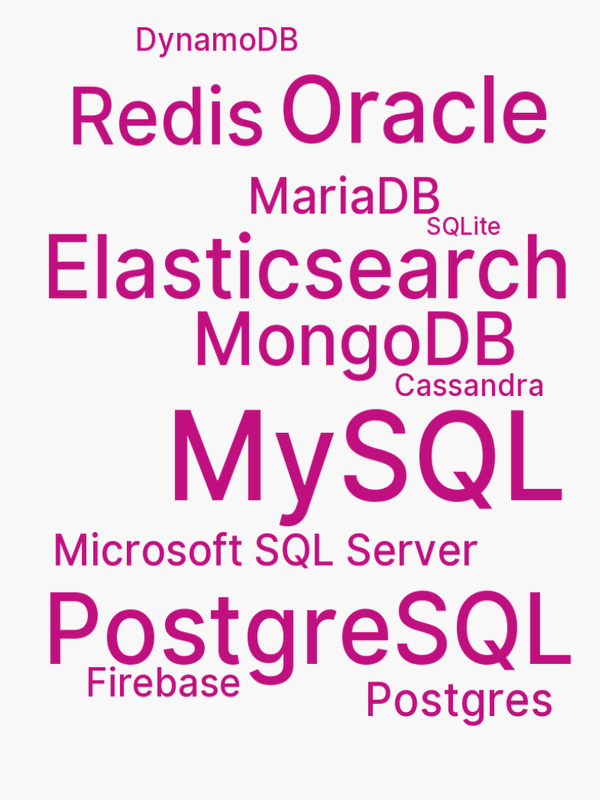 DynamoDB
Redis Oracle
MariaDB
SQLite
Elasticsearch
MongoDB
Cassandra
MySQL
Microsoft SQL Server
PostgreSQL
Firebase
Postgres